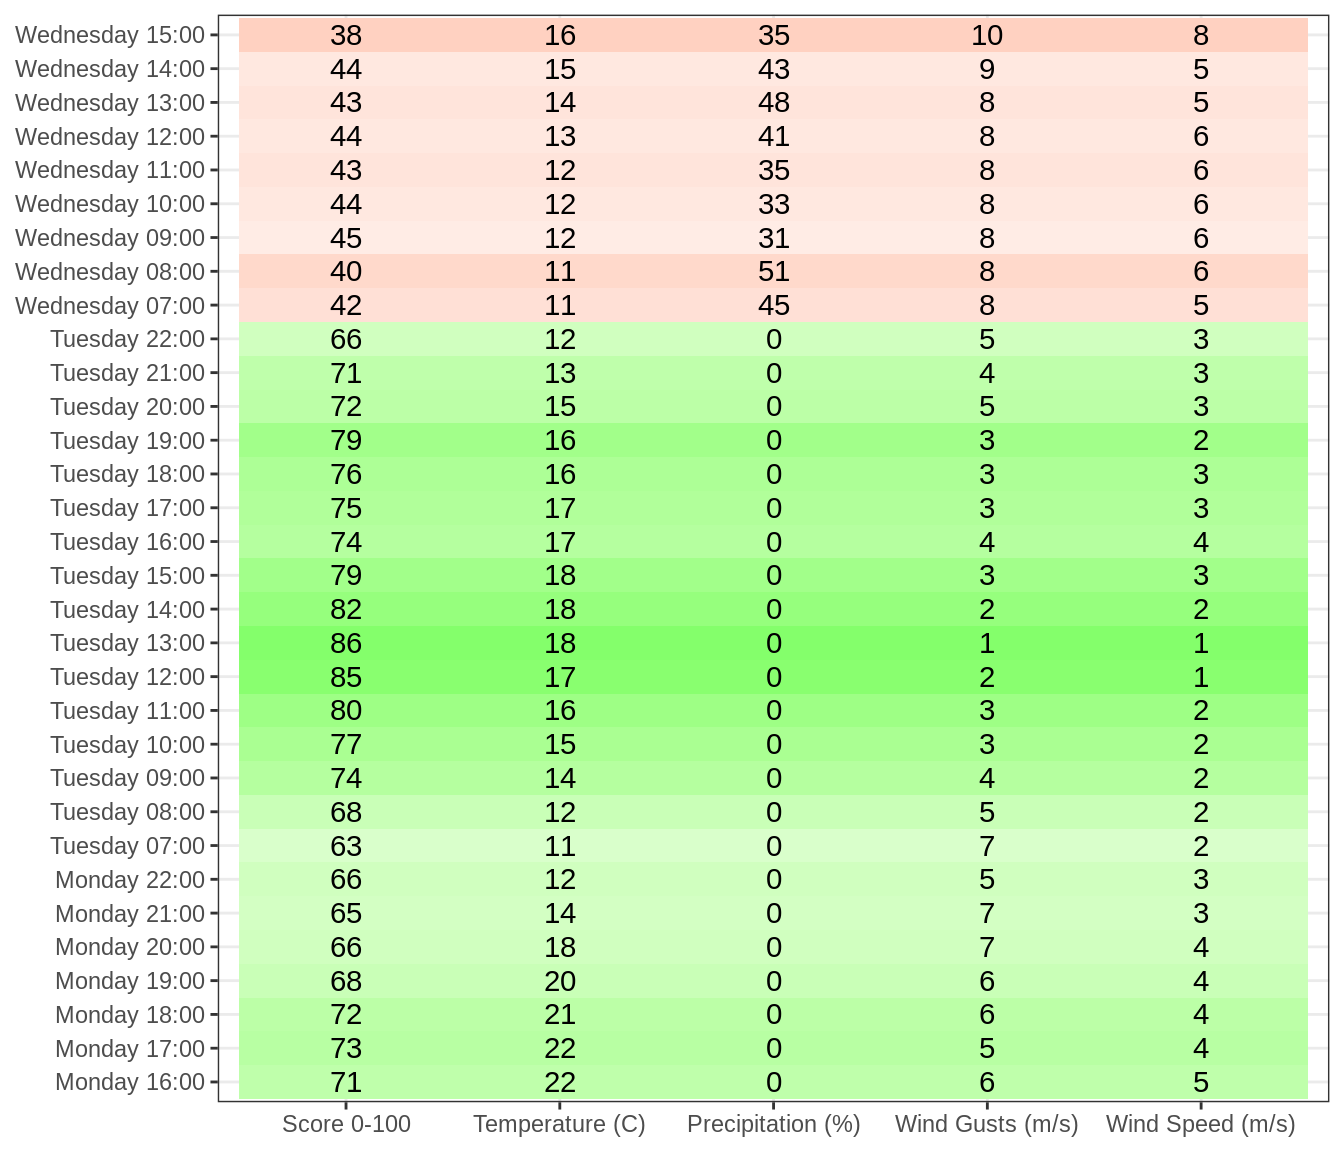 Wednesday 15:00 38 16 35 10 8
Wednesday 14:00 44 15 43 9 5
Wednesday 13:00 43 14 48 8 5
Wednesday 12:00 44 13 41 8 6
Wednesday 11:00 43 12 35 8 6
Wednesday 10:00 44 12 33 8 6
Wednesday 09:00 45 12 31 8 6
Wednesday 08:00 40 11 51 8 6
Wednesday 07:00 42 11 45 8 5
Tuesday 22:00 66 12 0 5 3
Tuesday 21:00 71 13 0 4 3
Tuesday 20:00 72 15 0 5 3
Tuesday 19:00 79 16 0 3 2
Tuesday 18:00 76 16 0 3 3
Tuesday 17:00 75 17 0 3 3
Tuesday 16:00 74 17 0 4 4
Tuesday 15:00 79 18 0 3 3
Tuesday 14:00 82 18 0 2 2
Tuesday 13:00 86 18 0 1 1
Tuesday 12:00 85 17 0 2 1
Tuesday 11:00 80 16 0 3 2
Tuesday 10:00 77 15 0 3 2
Tuesday 09:00 74 14 0 4 2
Tuesday 08:00 68 12 0 5 2
Tuesday 07:00 63 11 0 7 2
Monday 22:00 66 12 0 5 3
Monday 21:00 65 14 0 7 3
Monday 20:00 66 18 0 7 4
Monday 19:00 68 20 0 6 4
Monday 18:00 72 21 0 6 4
Monday 17:00 73 22 0 5 4
Monday 16:00 71 22 0 6 5
Score 0-100 Temperature (C) Precipitation (%) Wind Gusts (m/s) Wind Speed (m/s)